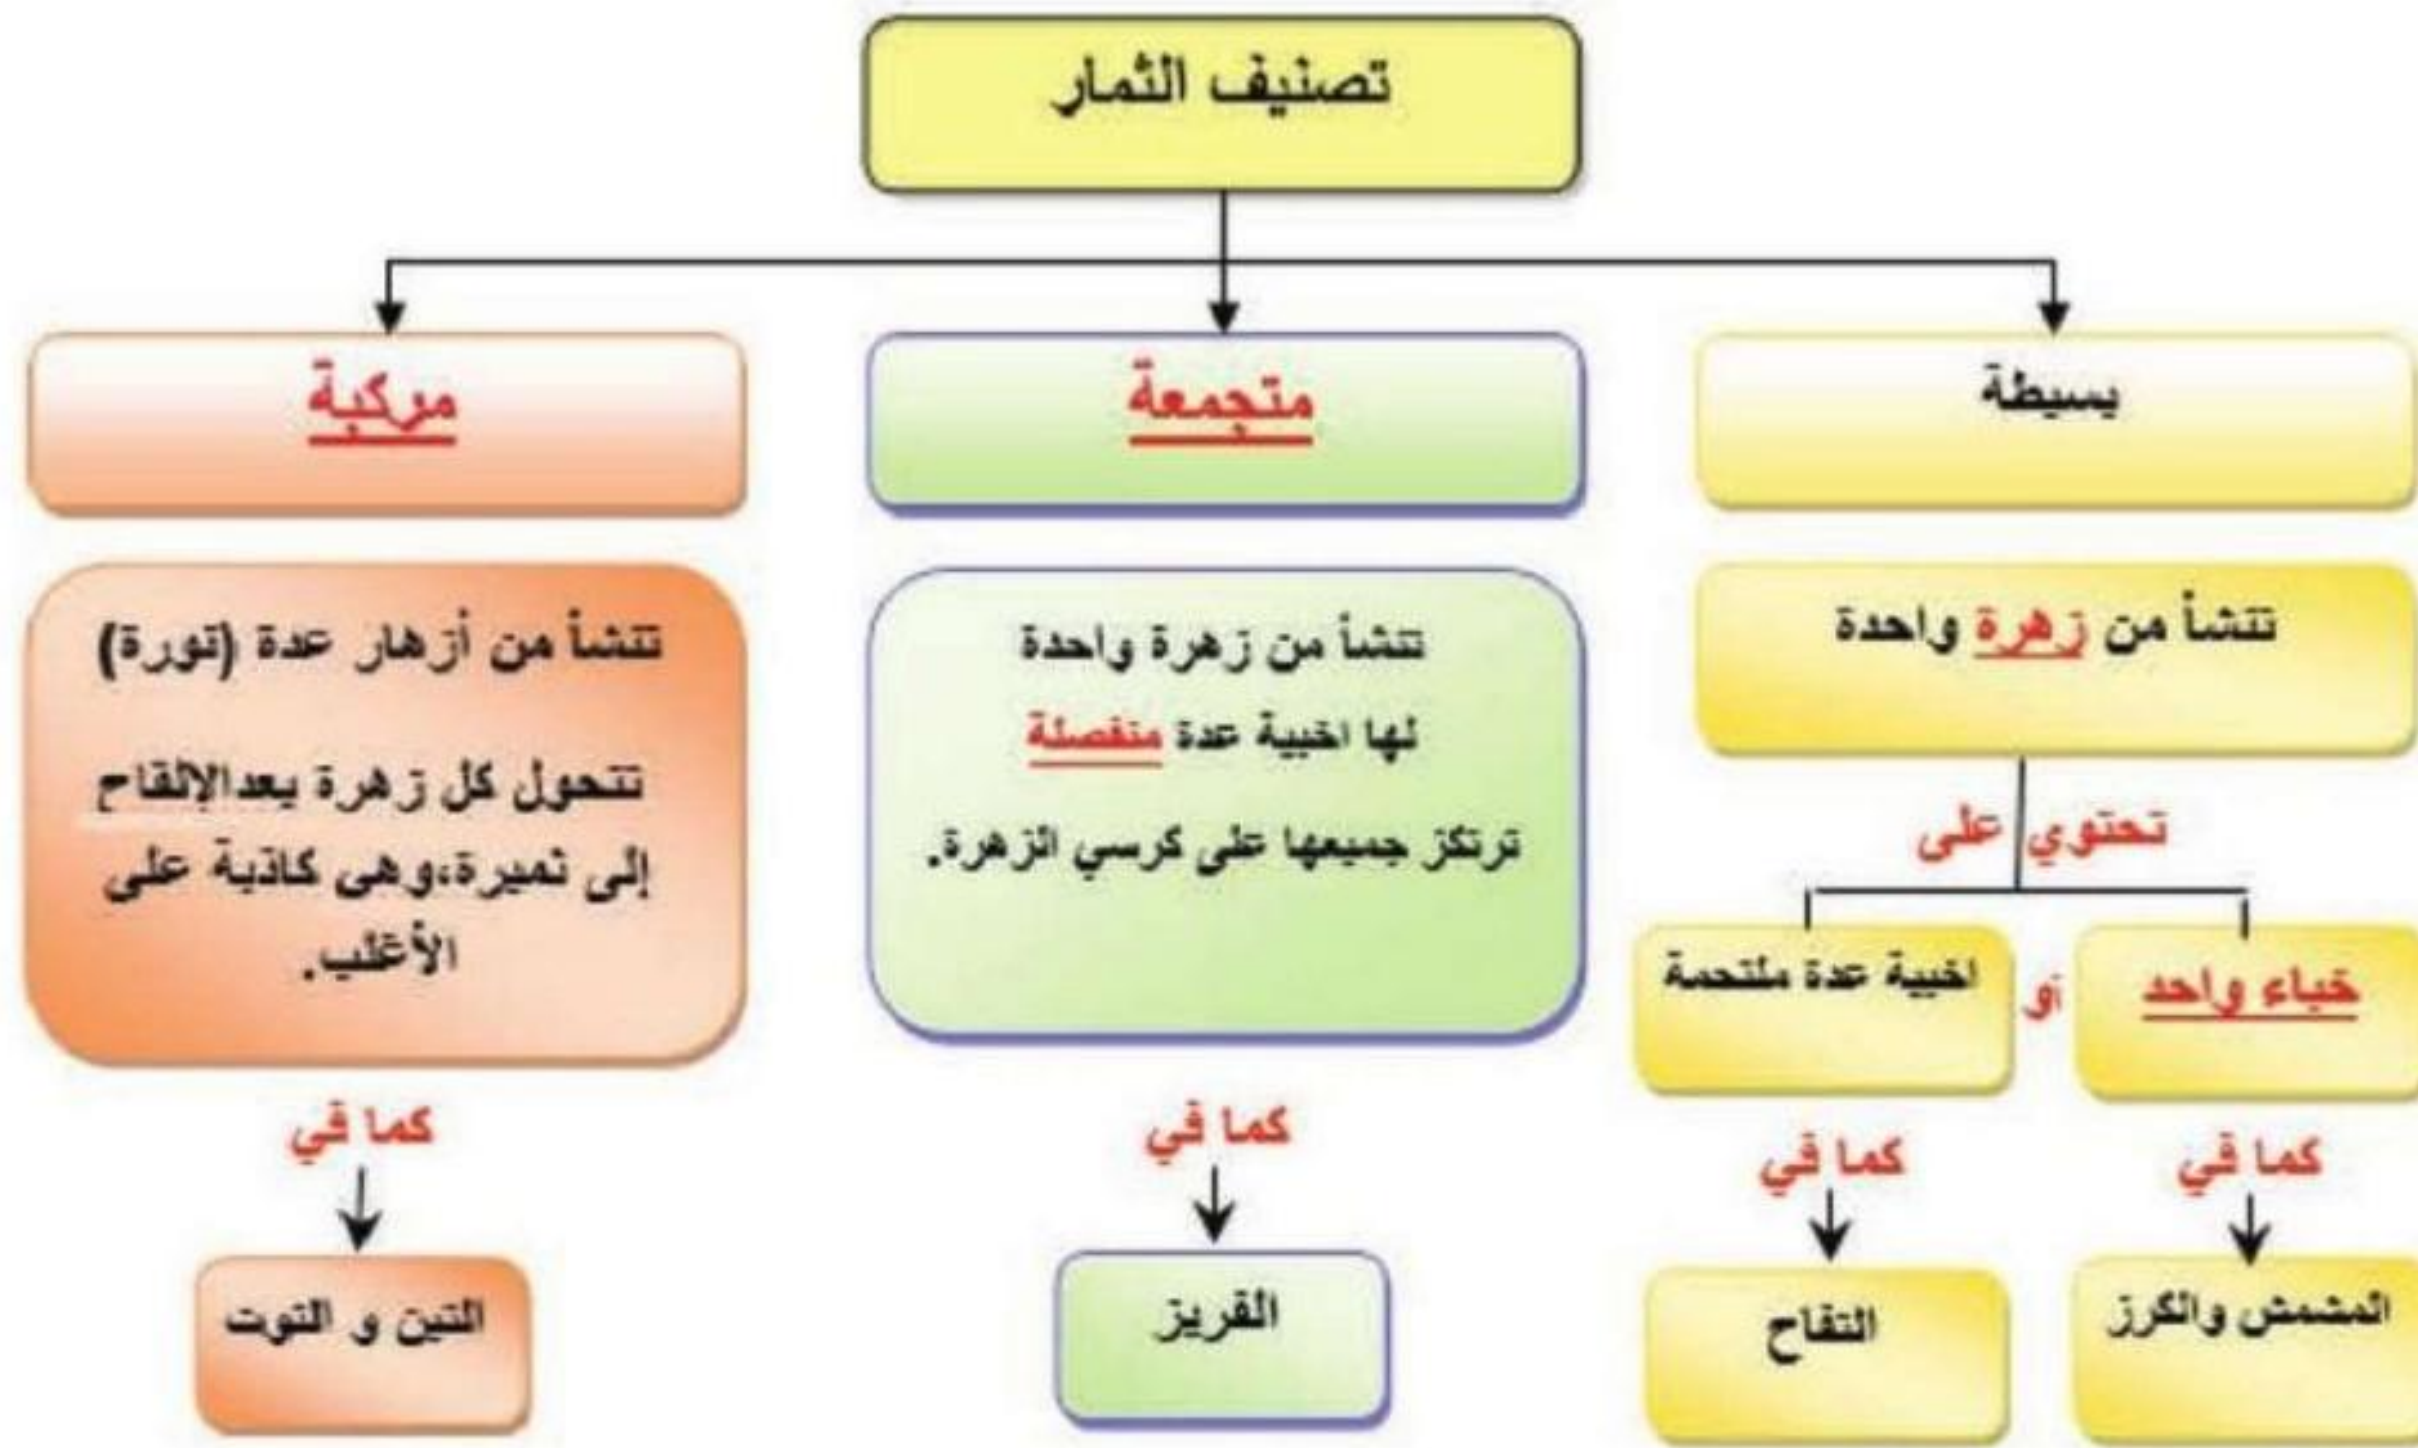 تصنيف الثمار
بسيطة
متجمعة
مركبة
تنشأ من زهرة واحدة
تحتوي على
خباء واحد
أو
اخبية عدة ملتحمة
كما في
كما في
المشمش والكرز
التفاح
تنشأ من زهرة واحدة
لها اخبية عدة منفصلة
ترتكز جميعها على كرسي الزهرة.
كما في
الفريز
تنشأ من أزهار عدة (نورة)
تتحول كل زهرة بعدالإلقاح
إلى ثميرة،وهي كاذبة على
الأغلب.
كما في
التين و التوت